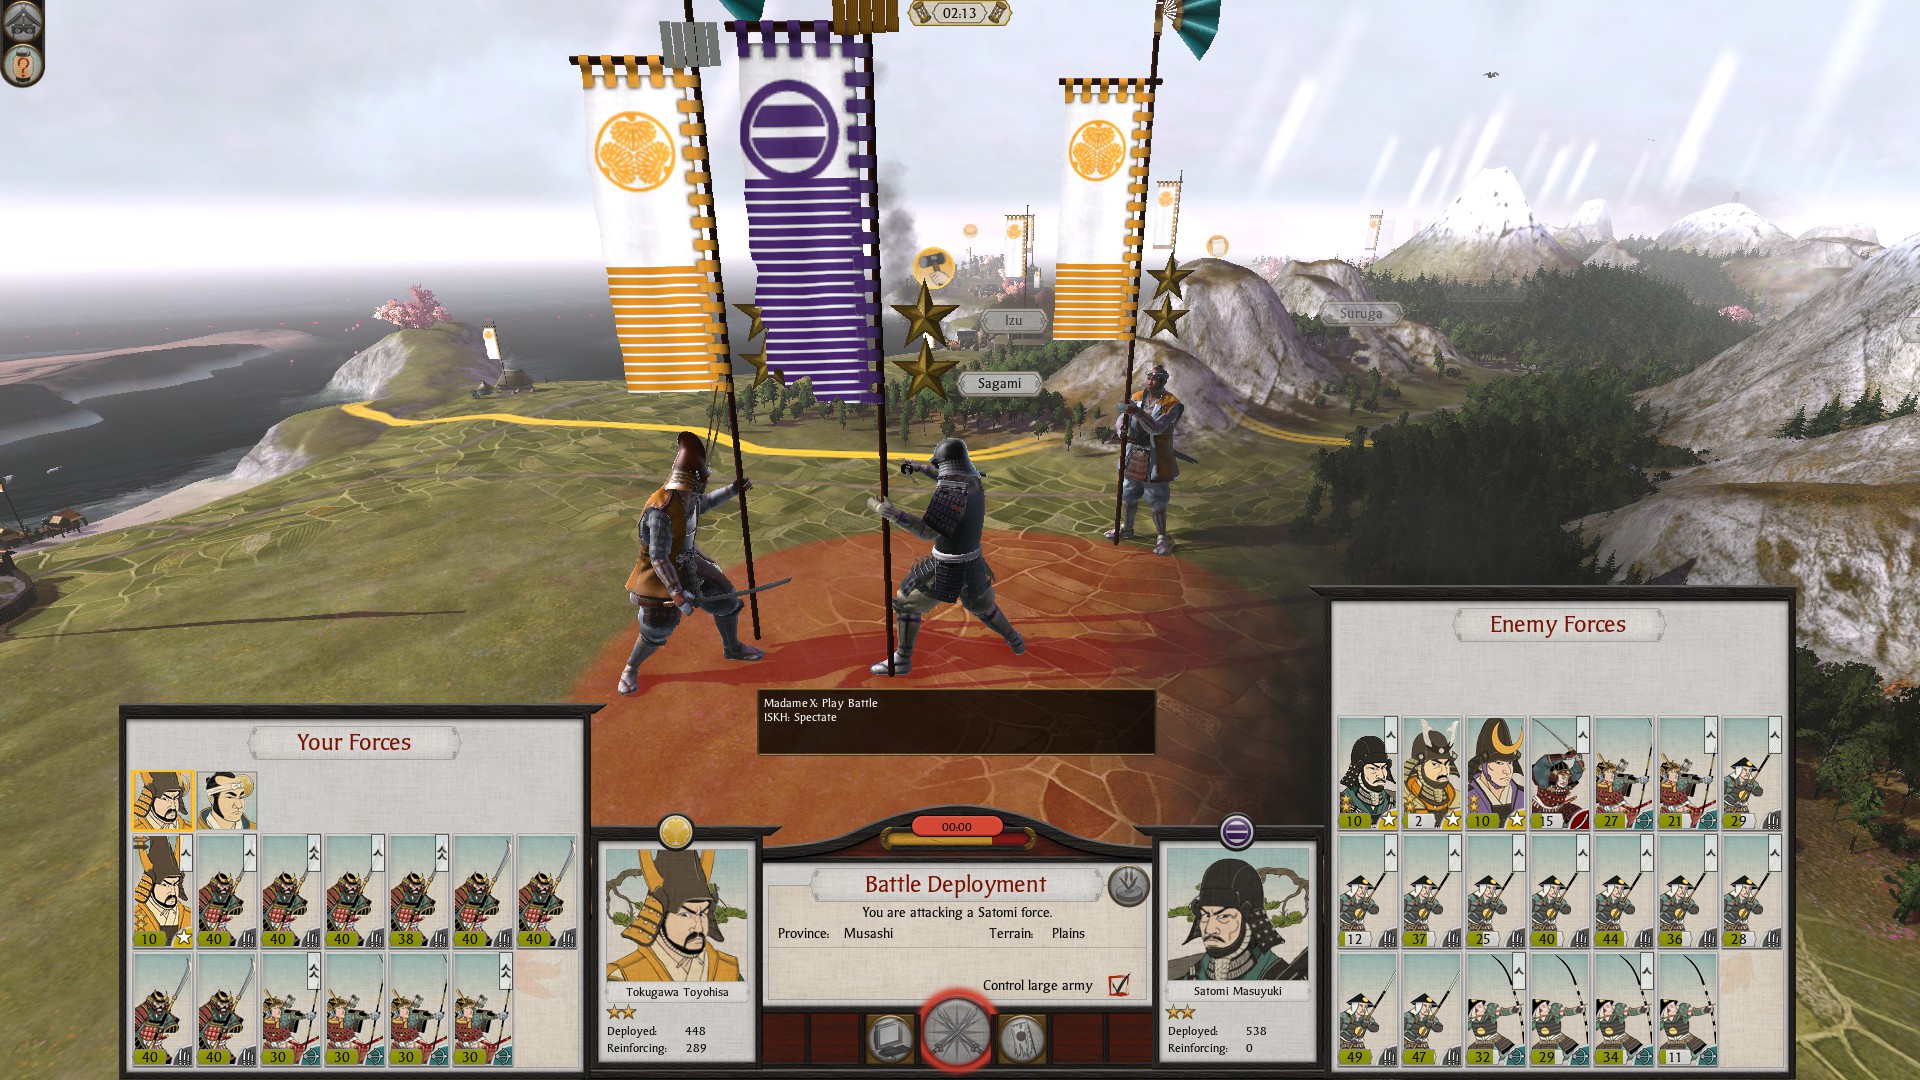 02:13
Izu
Suruga
Sagami
Enemy Forces
MadameX: Play Battle
ISKH: Spectate
Your Forces
10 2 10 15 27 21 29
00:00
Battle Deployment
You are attacking a Satomi force.
Province: Musashi Terrain: Plains
Control large army
10 40 40 40 38 40 40
12 37 25 40 44 36 28
Tokugawa Toyohisa
Deployed: 448
Reinforcing: 289
Satomi Masuyuki
Deployed: 538
Reinforcing: 0
40 40 30 30 30 30
49 47 32 29 34 11